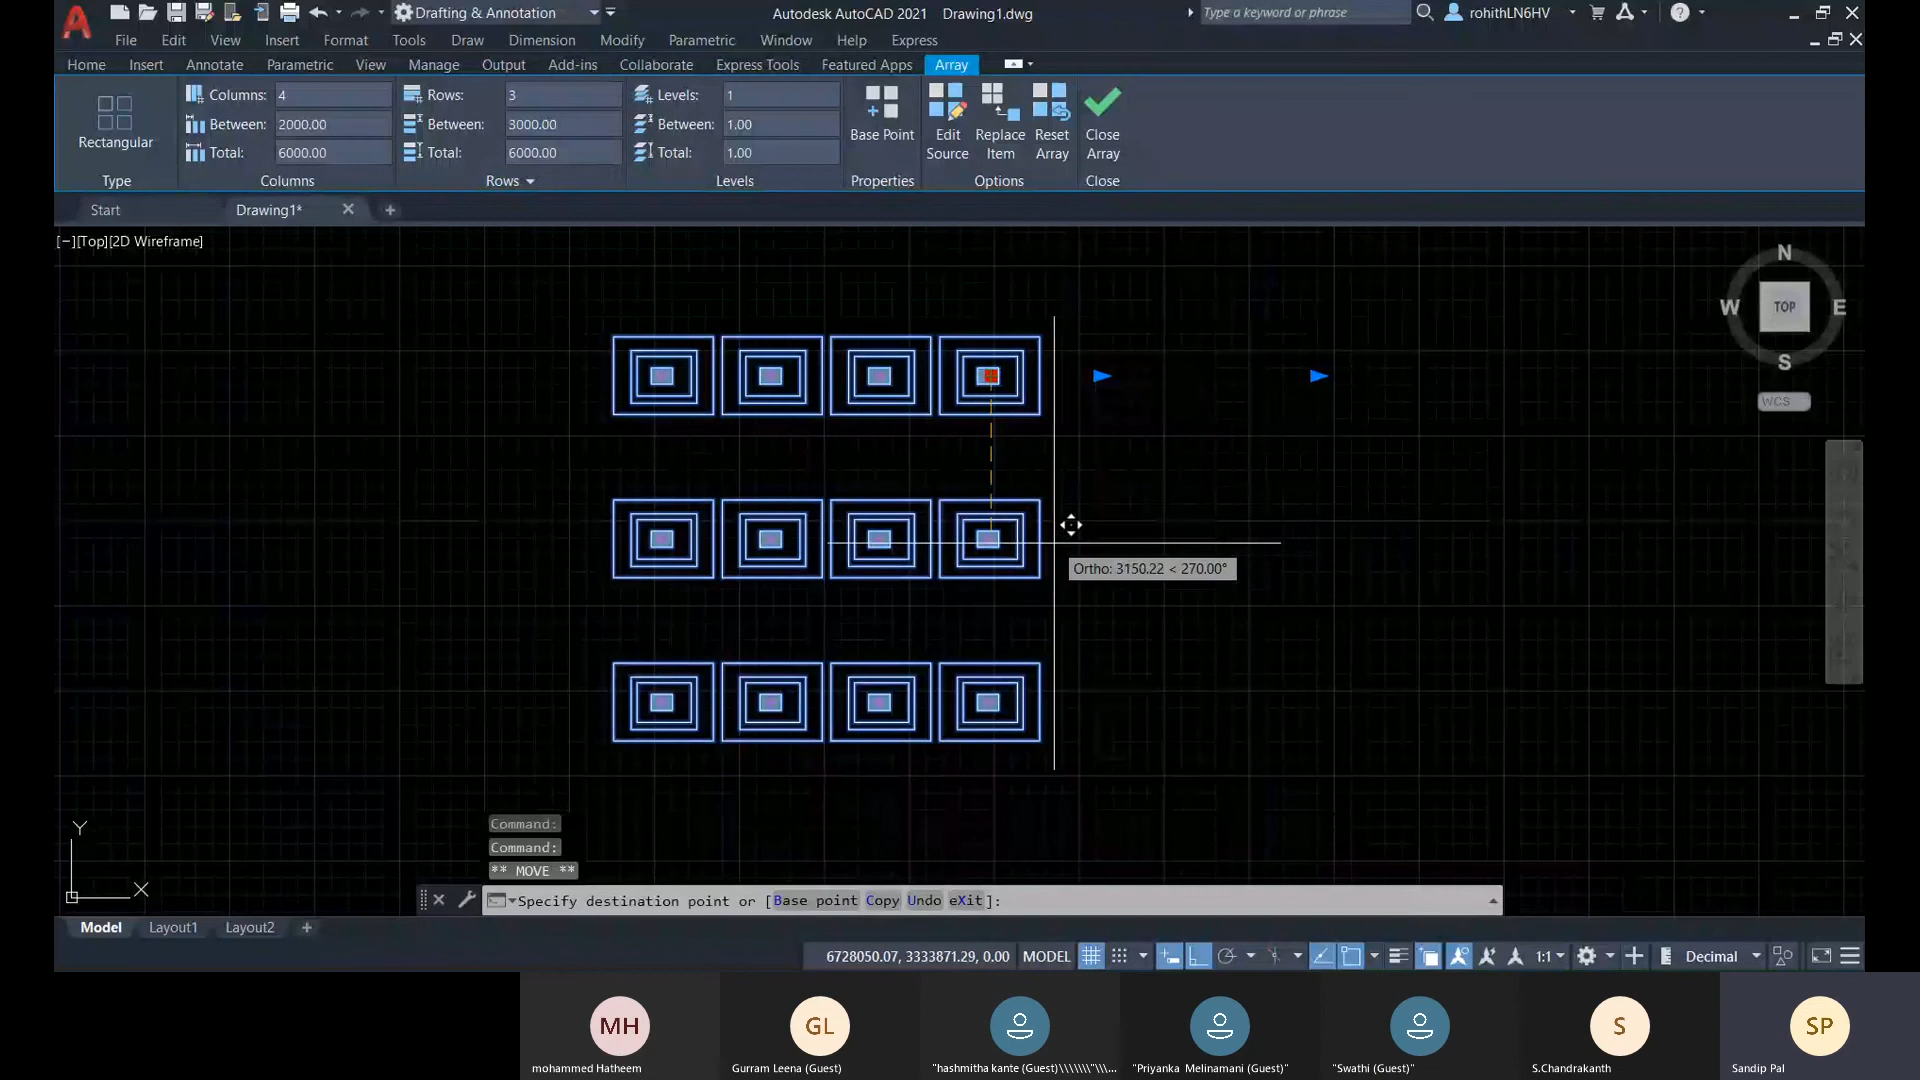 Drafting & Annotation
Autodesk AutoCAD 2021 Drawing1.dwg
Type a keyword or phrase
rohithLN6HV
File Edit View Insert Format Tools Draw Dimension Modify Parametric Window Help Express
Home Insert Annotate Parametric View Manage Output Add-ins Collaborate Express Tools Featured Apps Array
Columns: 4 Rows: 3 Levels: 1
Between: 2000.00 Between: 3000.00 Between: 1.00
Total: 6000.00 Total: 6000.00 Total: 1.00
Rectangular
Base Point
Edit Source
Replace Item
Reset Array
Close Array
Type Columns Rows Levels Properties Options Close
Start Drawing1*
[−][Top][2D Wireframe]
N
W TOP E
S
WCS
Ortho: 3150.22 < 270.00°
Y
X
Command:
Command:
** MOVE **
Specify destination point or [Base point Copy Undo eXit]:
Model Layout1 Layout2
6728050.07, 3333871.29, 0.00 MODEL 1:1 Decimal
MH GL S SP
mohammed Hatheem
Gurram Leena (Guest)
"hashmitha kante (Guest)\\\\\\\"\\...
"Priyanka Melinamani (Guest)"
"Swathi (Guest)"
S.Chandrakanth
Sandip Pal